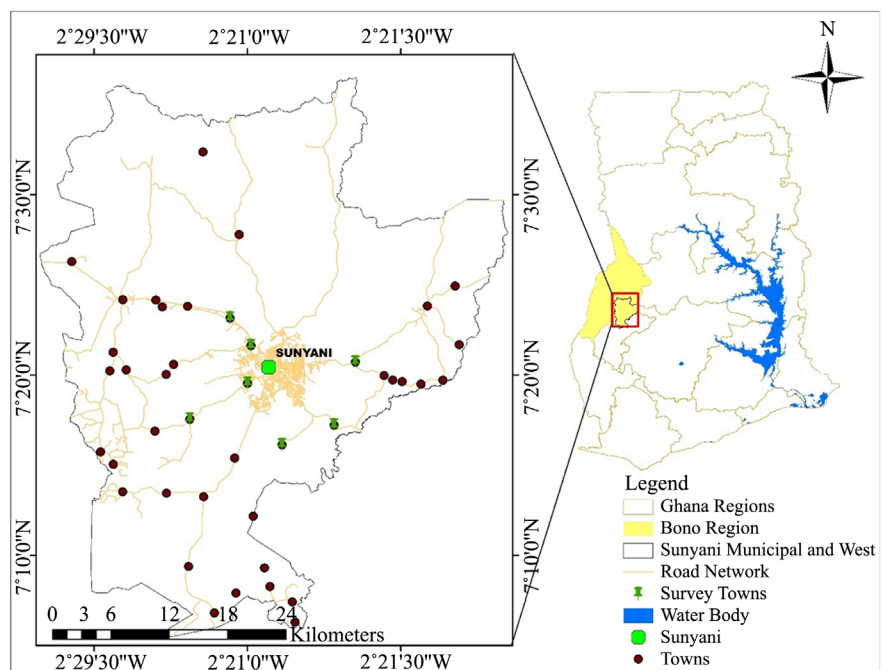 2°29'30"W 2°21'0"W 2°21'30"W
N
7°30'0"N 7°30'0"N
SUNYANI
7°20'0"N 7°20'0"N
7°10'0"N 7°10'0"N
0 3 6 12 18 24
Kilometers
2°29'30"W 2°21'0"W 2°21'30"W
Legend
Ghana Regions
Bono Region
Sunyani Municipal and West
Road Network
Survey Towns
Water Body
Sunyani
Towns